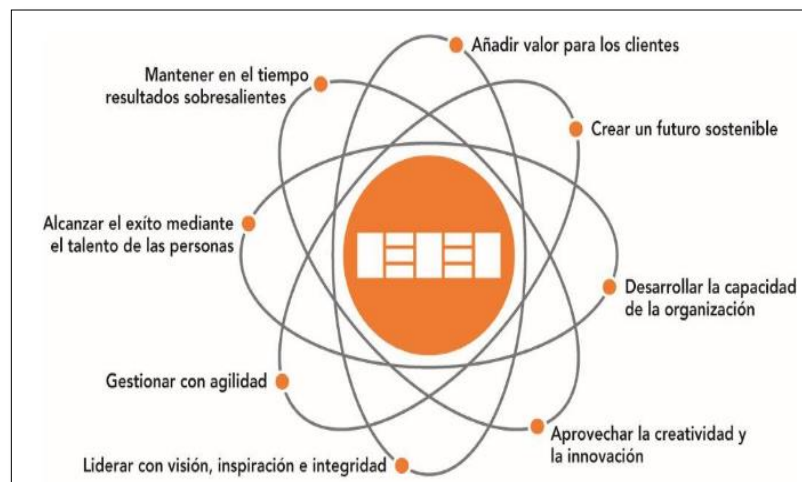 Añadir valor para los clientes
Mantener en el tiempo
resultados sobresalientes
Crear un futuro sostenible
Alcanzar el exíto mediante
el talento de las personas
Desarrollar la capacidad
de la organización
Gestionar con agilidad
Aprovechar la creatividad y
la innovación
Liderar con visión, inspiración e integridad